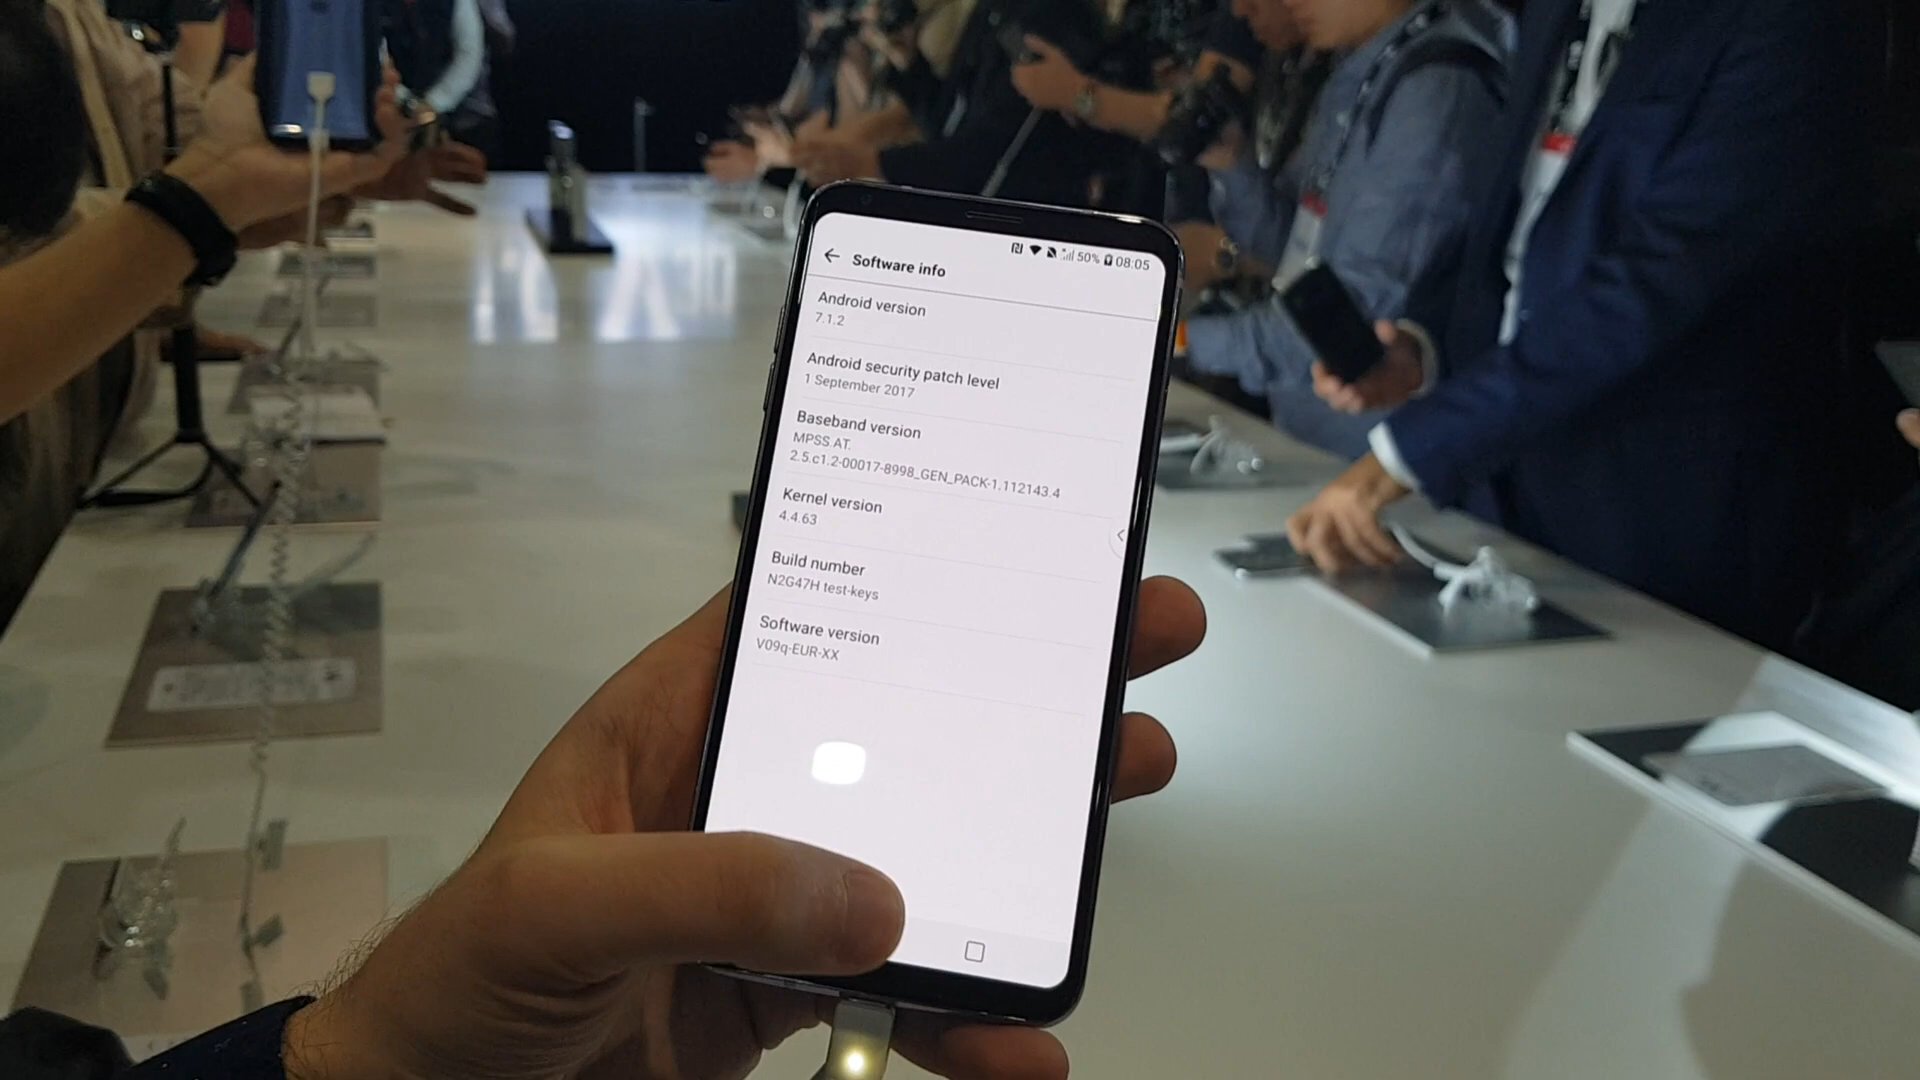 50% 08:05
Software info
Android version
7.1.2
Android security patch level
1 September 2017
Baseband version
MPSS.AT.
2.5.c1.2-00017-8998_GEN_PACK-1.112143.4
Kernel version
4.4.63
Build number
N2G47H test-keys
Software version
V09q-EUR-XX